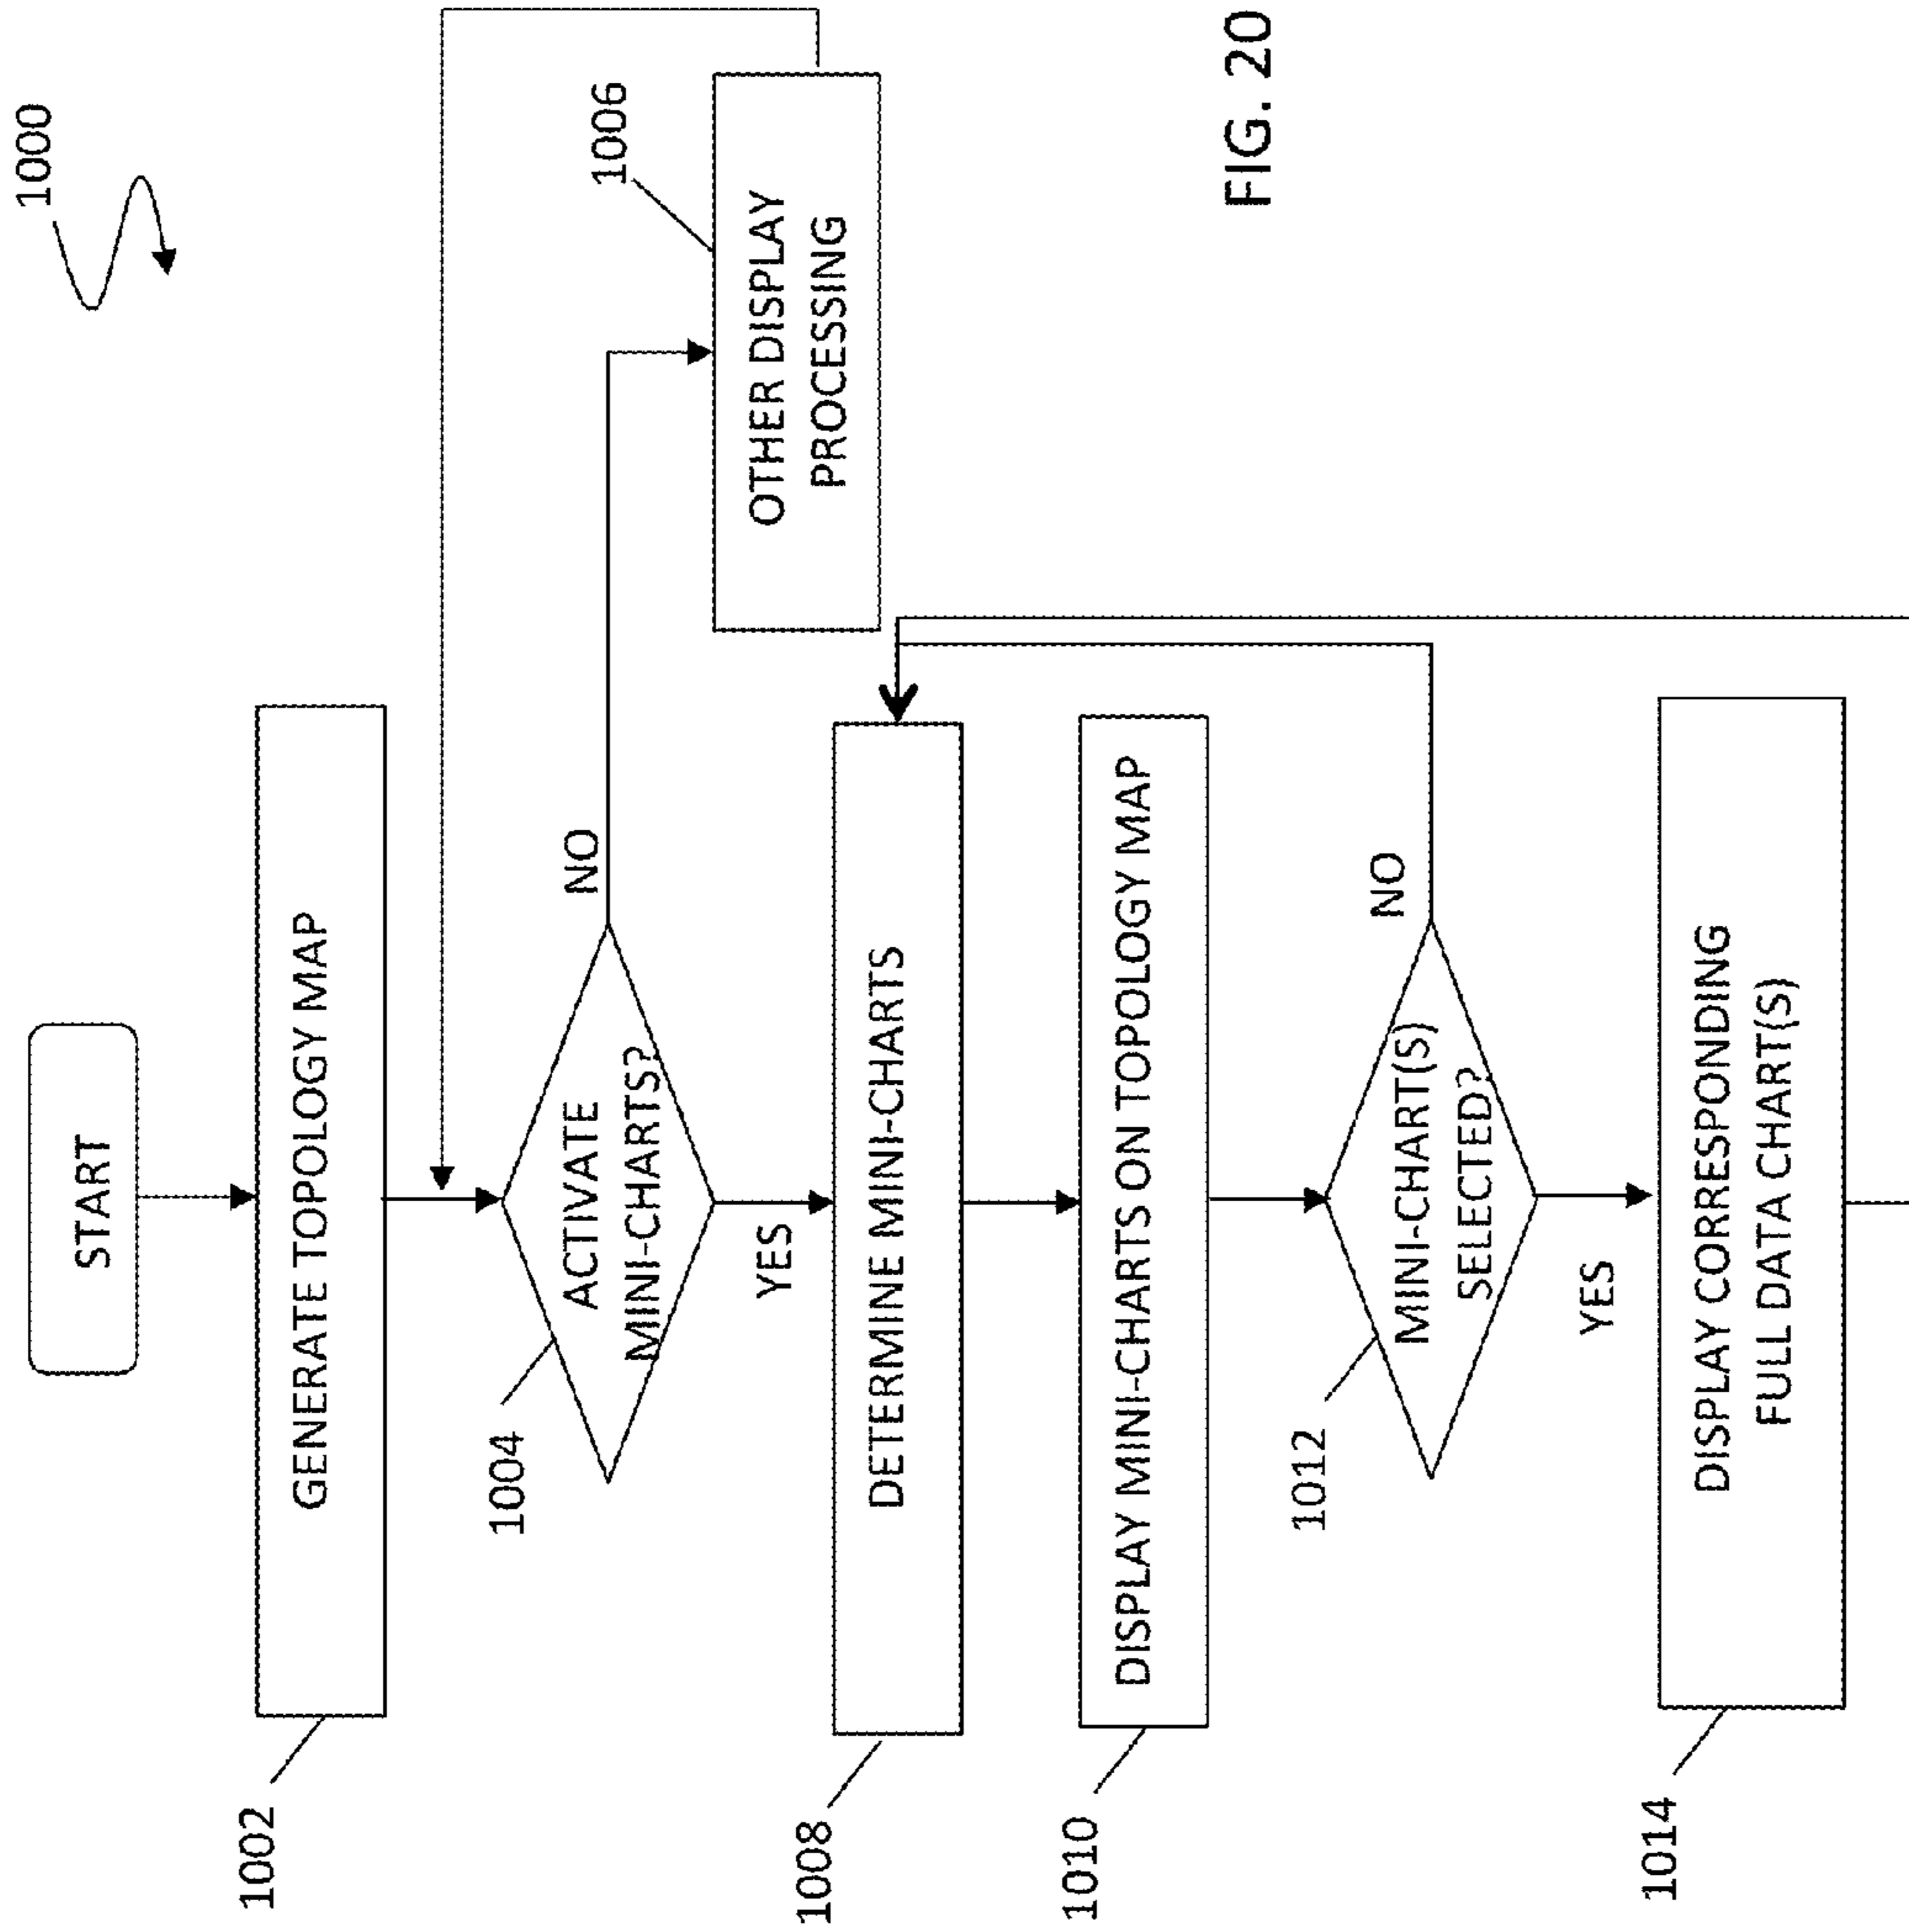 1000
START
1002
GENERATE TOPOLOGY MAP
1004
ACTIVATE
MINI-CHARTS?
NO
YES
1006
OTHER DISPLAY
PROCESSING
1008
DETERMINE MINI-CHARTS
1010
DISPLAY MINI-CHARTS ON TOPOLOGY MAP
1012
MINI-CHART(S)
SELECTED?
NO
YES
1014
DISPLAY CORRESPONDING
FULL DATA CHART(S)
FIG. 20